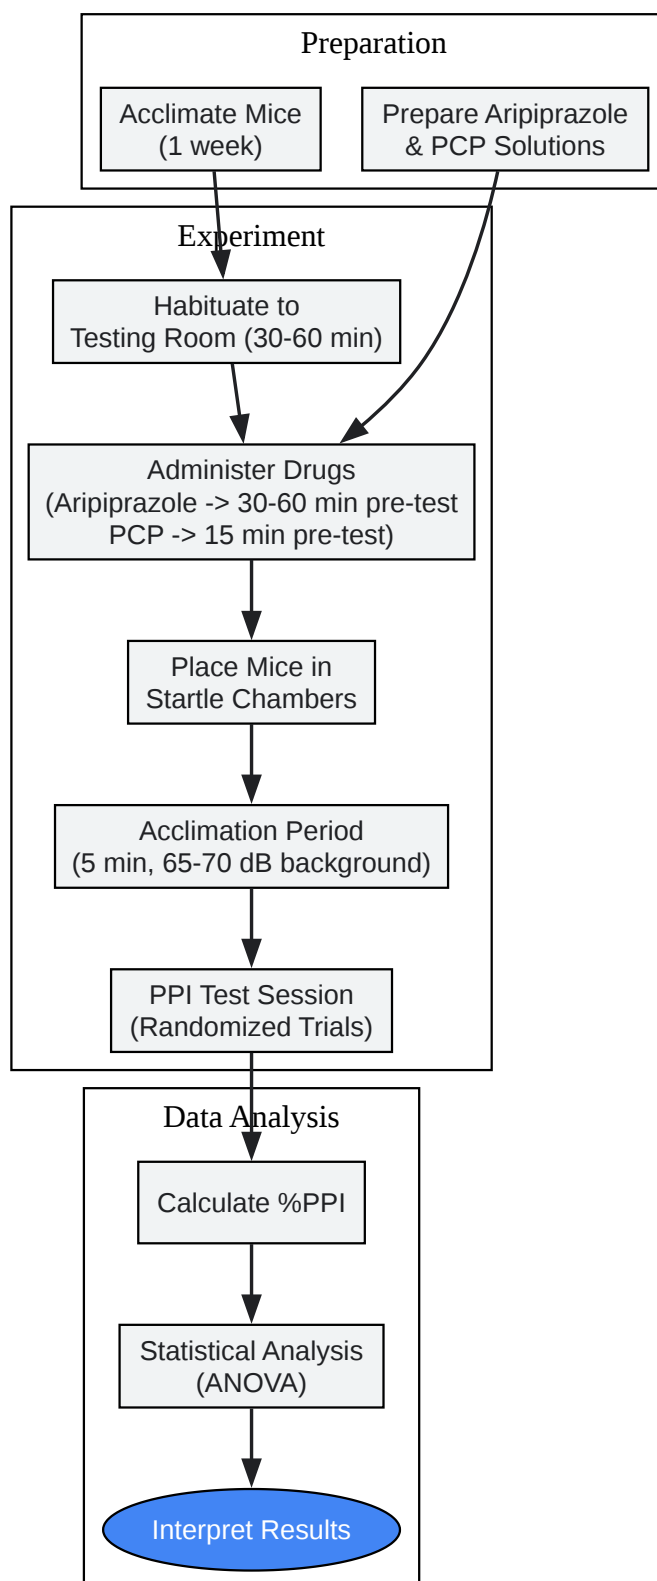 Preparation
Acclimate Mice
(1 week)
Prepare Aripiprazole
& PCP Solutions
Experiment
Habituate to
Testing Room (30-60 min)
Administer Drugs
(Aripiprazole -> 30-60 min pre-test
PCP -> 15 min pre-test)
Place Mice in
Startle Chambers
Acclimation Period
(5 min, 65-70 dB background)
PPI Test Session
(Randomized Trials)
Data Analysis
Calculate %PPI
Statistical Analysis
(ANOVA)
Interpret Results